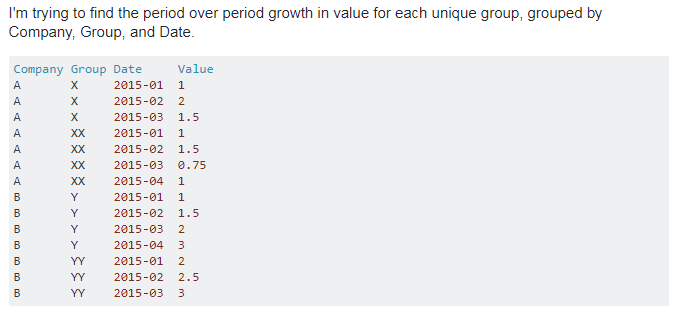 I'm trying to find the period over period growth in value for each unique group, grouped by
Company, Group, and Date.
Company Group Date Value
A X 2015-01 1
A X 2015-02 2
A X 2015-03 1.5
A XX 2015-01 1
A XX 2015-02 1.5
A XX 2015-03 0.75
A XX 2015-04 1
B Y 2015-01 1
B Y 2015-02 1.5
B Y 2015-03 2
B Y 2015-04 3
B YY 2015-01 2
B YY 2015-02 2.5
B YY 2015-03 3